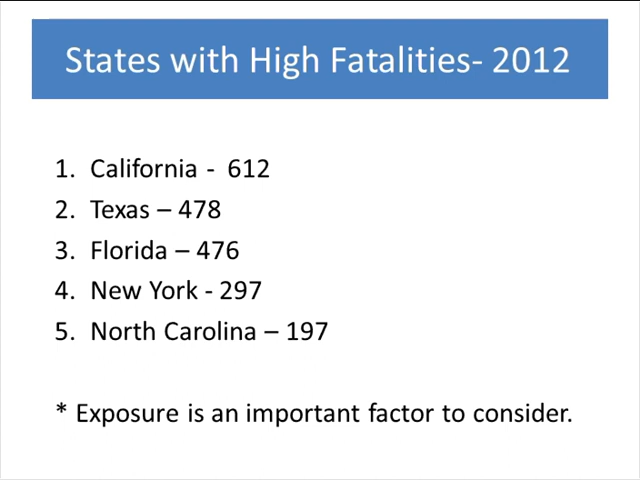 States with High Fatalities- 2012
1. California -  612
2. Texas – 478
3. Florida – 476
4. New York - 297
5. North Carolina – 197
* Exposure is an important factor to consider.